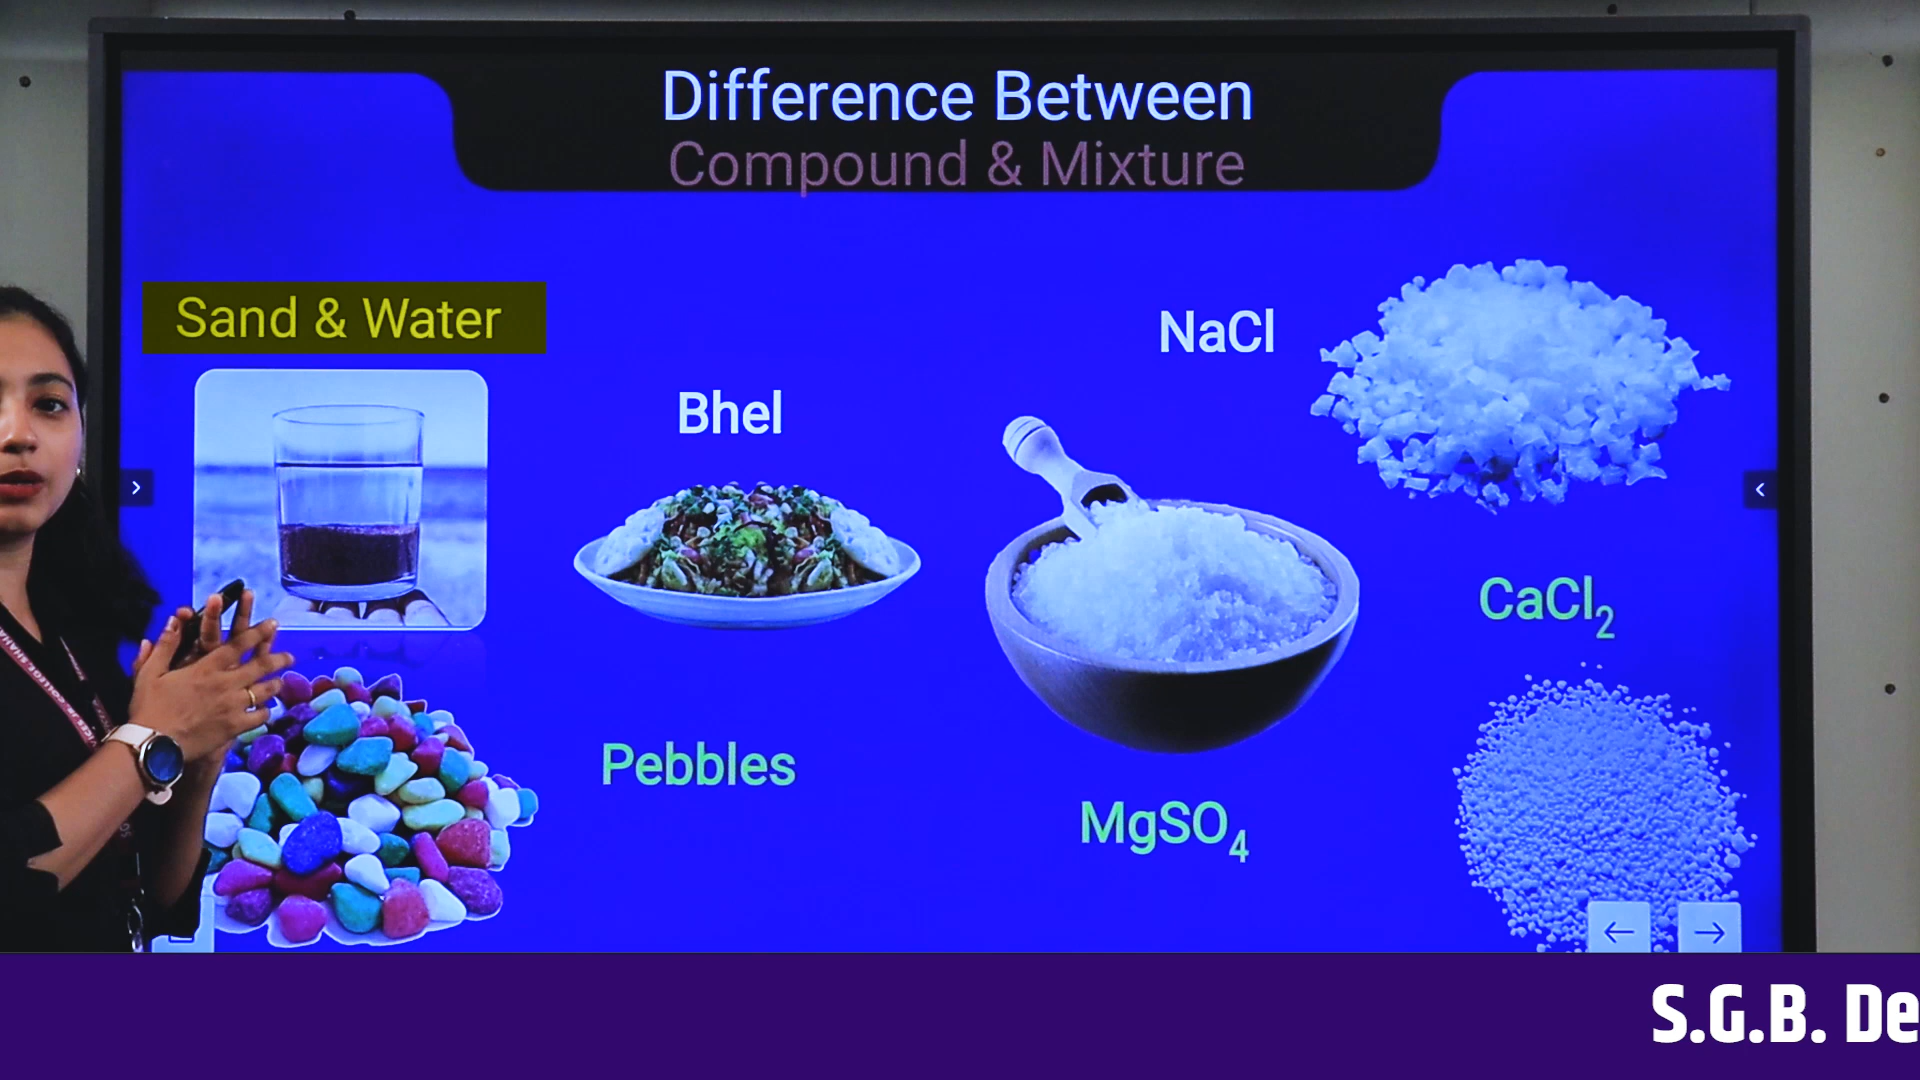 Difference Between
Compound & Mixture
Sand & Water
NaCl
Bhel
CaCl₂
Pebbles
MgSO₄
S.G.B. De